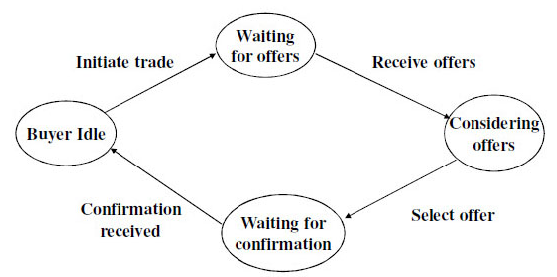 Waiting
for offers
Initiate trade
Receive offers
Buyer Idle
Considering
offers
Confirmation
received
Waiting for
confirmation
Select offer